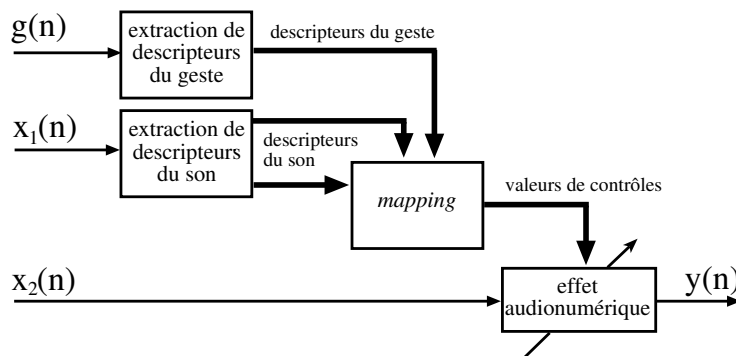 g(n)
extraction de
descripteurs
du geste
descripteurs du geste
x₁(n)
extraction de
descripteurs
du son
descripteurs
du son
mapping
valeurs de contrôles
x₂(n)
effet
audionumérique
y(n)